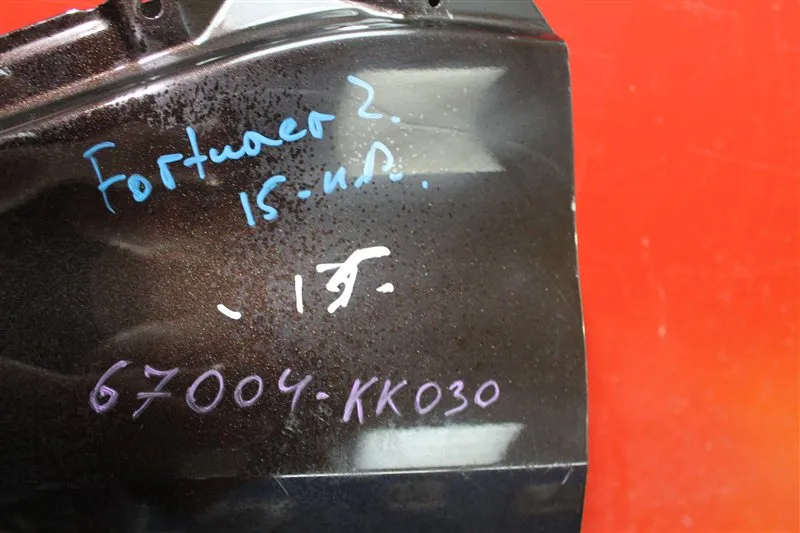 Fortuner 2.
15-н.в.
67004-KK030